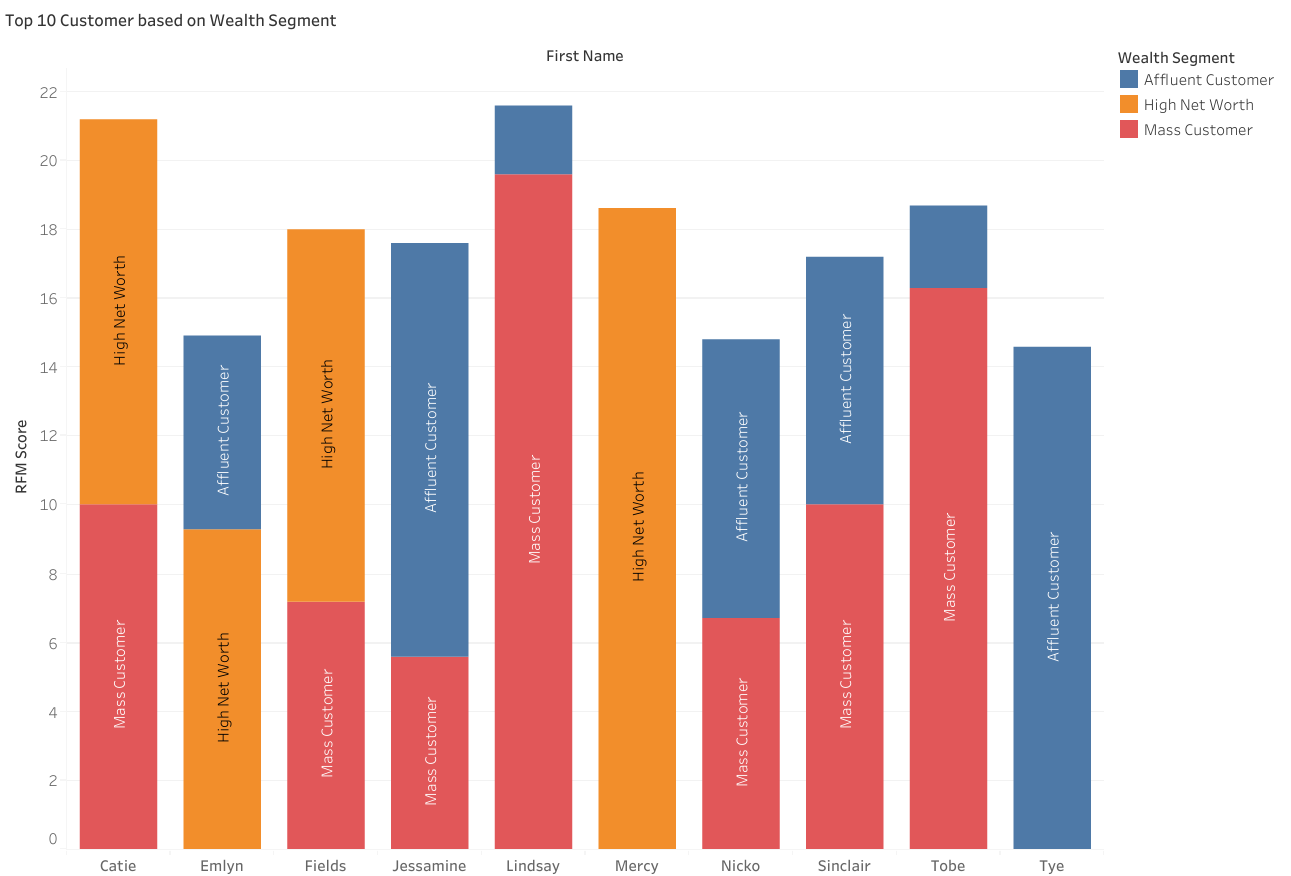 Top 10 Customer based on Wealth Segment
First Name
Wealth Segment
Affluent Customer
High Net Worth
Mass Customer
RFM Score
22
20
18
16
14
12
10
8
6
4
2
0
High Net Worth
Mass Customer
Affluent Customer
High Net Worth
High Net Worth
Mass Customer
Affluent Customer
Mass Customer
Mass Customer
High Net Worth
Affluent Customer
Mass Customer
Affluent Customer
Mass Customer
Mass Customer
Affluent Customer
Catie Emlyn Fields Jessamine Lindsay Mercy Nicko Sinclair Tobe Tye